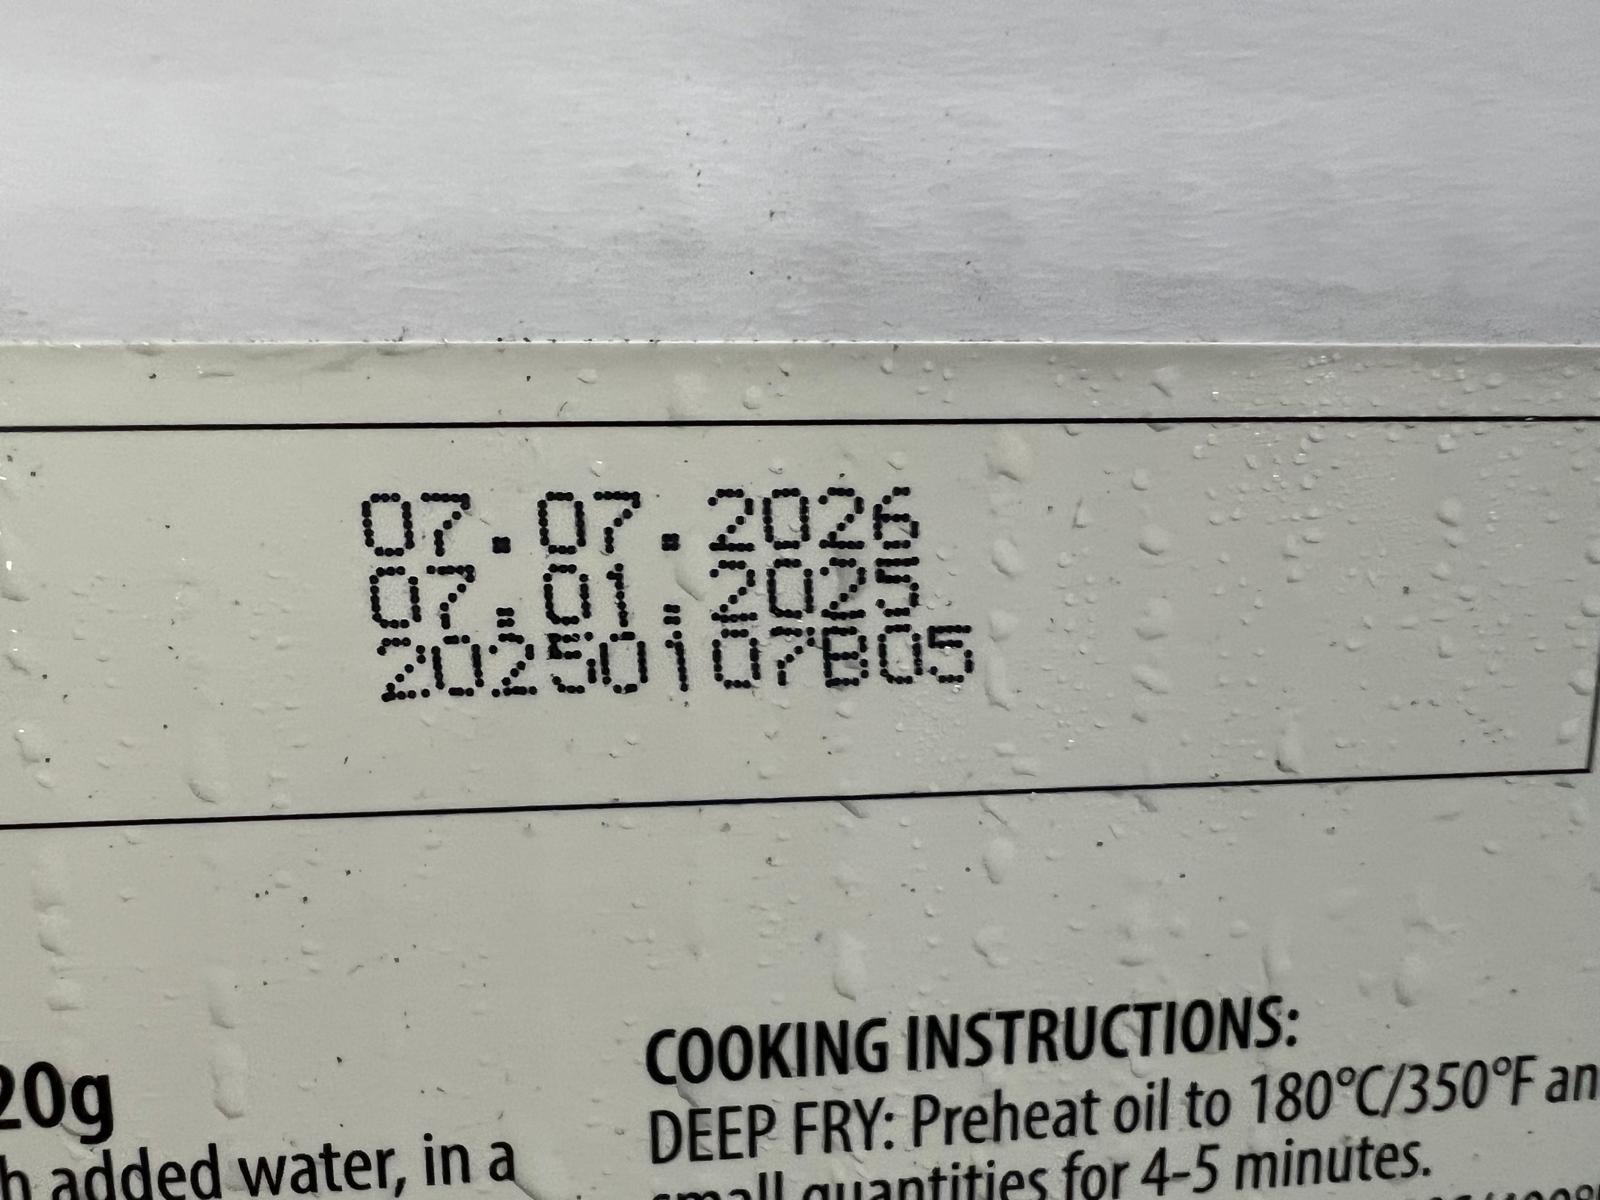 07.07.2026
07.01.2025
20250107B05
20g
h added water, in a
COOKING INSTRUCTIONS:
DEEP FRY: Preheat oil to 180°C/350°F an
small quantities for 4-5 minutes.